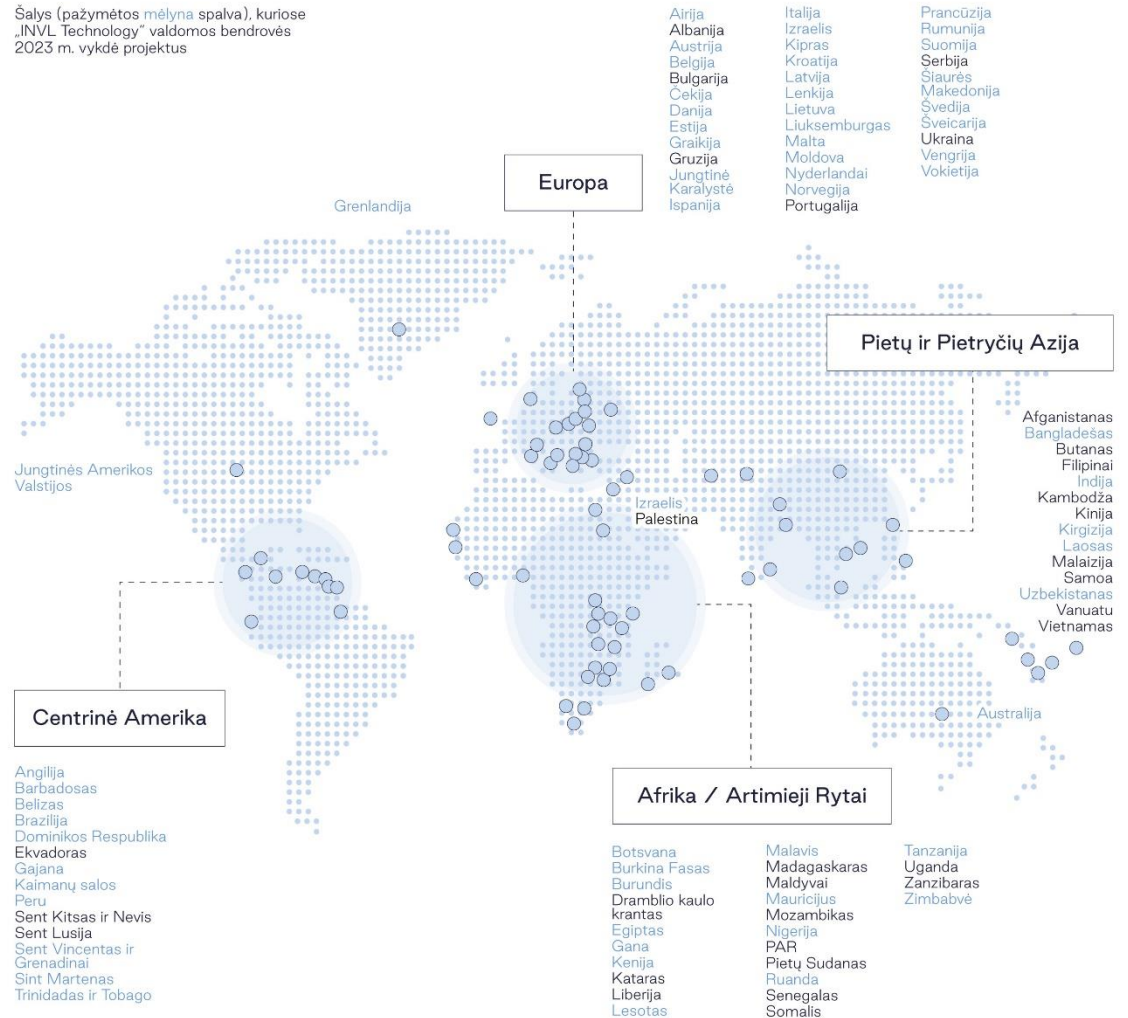 Šalys (pažymėtos mėlyna spalva), kuriose
„INVL Technology“ valdomos bendrovės
2023 m. vykdė projektus
Airija
Albanija
Austrija
Belgija
Bulgarija
Čekija
Danija
Estija
Graikija
Gruzija
Jungtinė
Karalystė
Ispanija
Italija
Izraelis
Kipras
Kroatija
Latvija
Lenkija
Lietuva
Liuksemburgas
Malta
Moldova
Nyderlandai
Norvegija
Portugalija
Prancūzija
Rumunija
Suomija
Serbija
Šiaurės
Makedonija
Švedija
Šveicarija
Ukraina
Vengrija
Vokietija
Europa
Grenlandija
Pietų ir Pietryčių Azija
Afganistanas
Bangladešas
Butanas
Filipinai
Indija
Kambodža
Kinija
Kirgizija
Laosas
Malaizija
Samoa
Uzbekistanas
Vanuatu
Vietnamas
Jungtinės Amerikos
Valstijos
Izraelis
Palestina
Australija
Centrinė Amerika
Angilija
Barbadosas
Belizas
Brazilija
Dominikos Respublika
Ekvadoras
Gajana
Kaimanų salos
Peru
Sent Kitsas ir Nevis
Sent Lusija
Sent Vincentas ir
Grenadinai
Sint Martenas
Trinidadas ir Tobago
Afrika / Artimieji Rytai
Botsvana
Burkina Fasas
Burundis
Dramblio kaulo
krantas
Egiptas
Gana
Kenija
Kataras
Liberija
Lesotas
Malavis
Madagaskaras
Maldyvai
Mauricijus
Mozambikas
Nigerija
PAR
Pietų Sudanas
Ruanda
Senegalas
Somalis
Tanzanija
Uganda
Zanzibaras
Zimbabvė